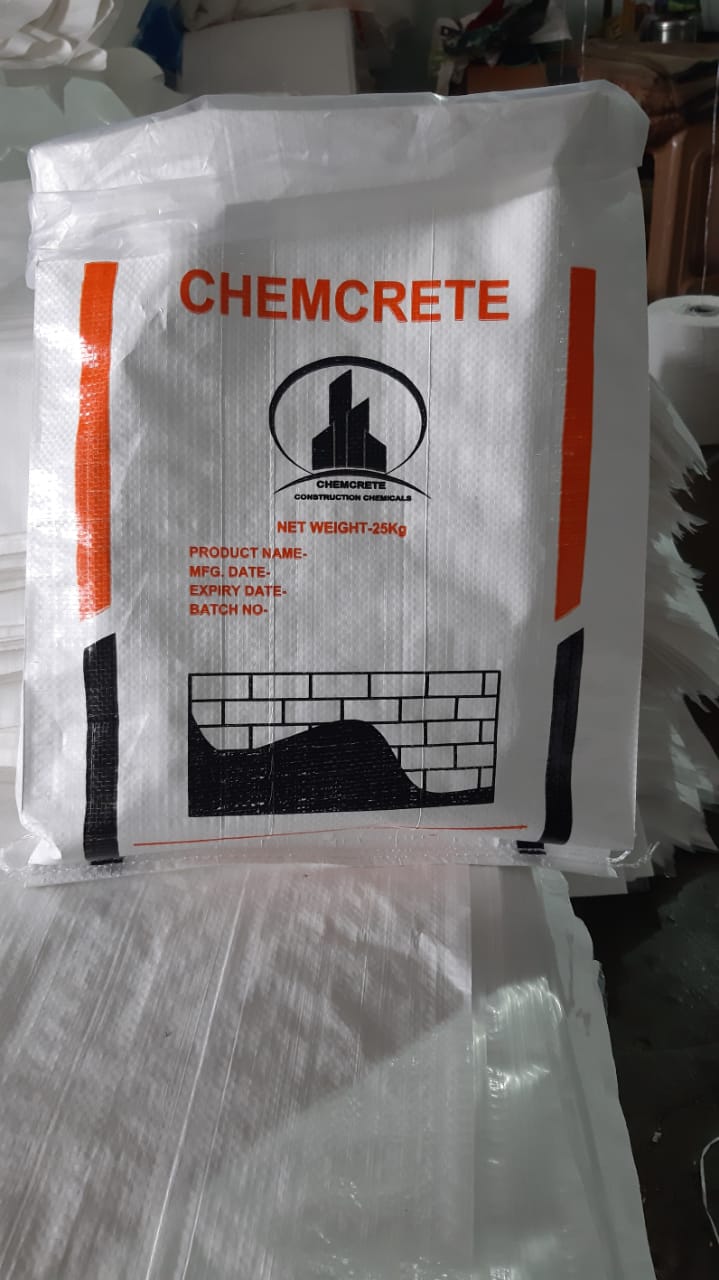 CHEMCRETE
CHEMCRETE
CONSTRUCTION CHEMICALS
NET WEIGHT-25Kg
PRODUCT NAME-
MFG. DATE-
EXPIRY DATE-
BATCH NO-